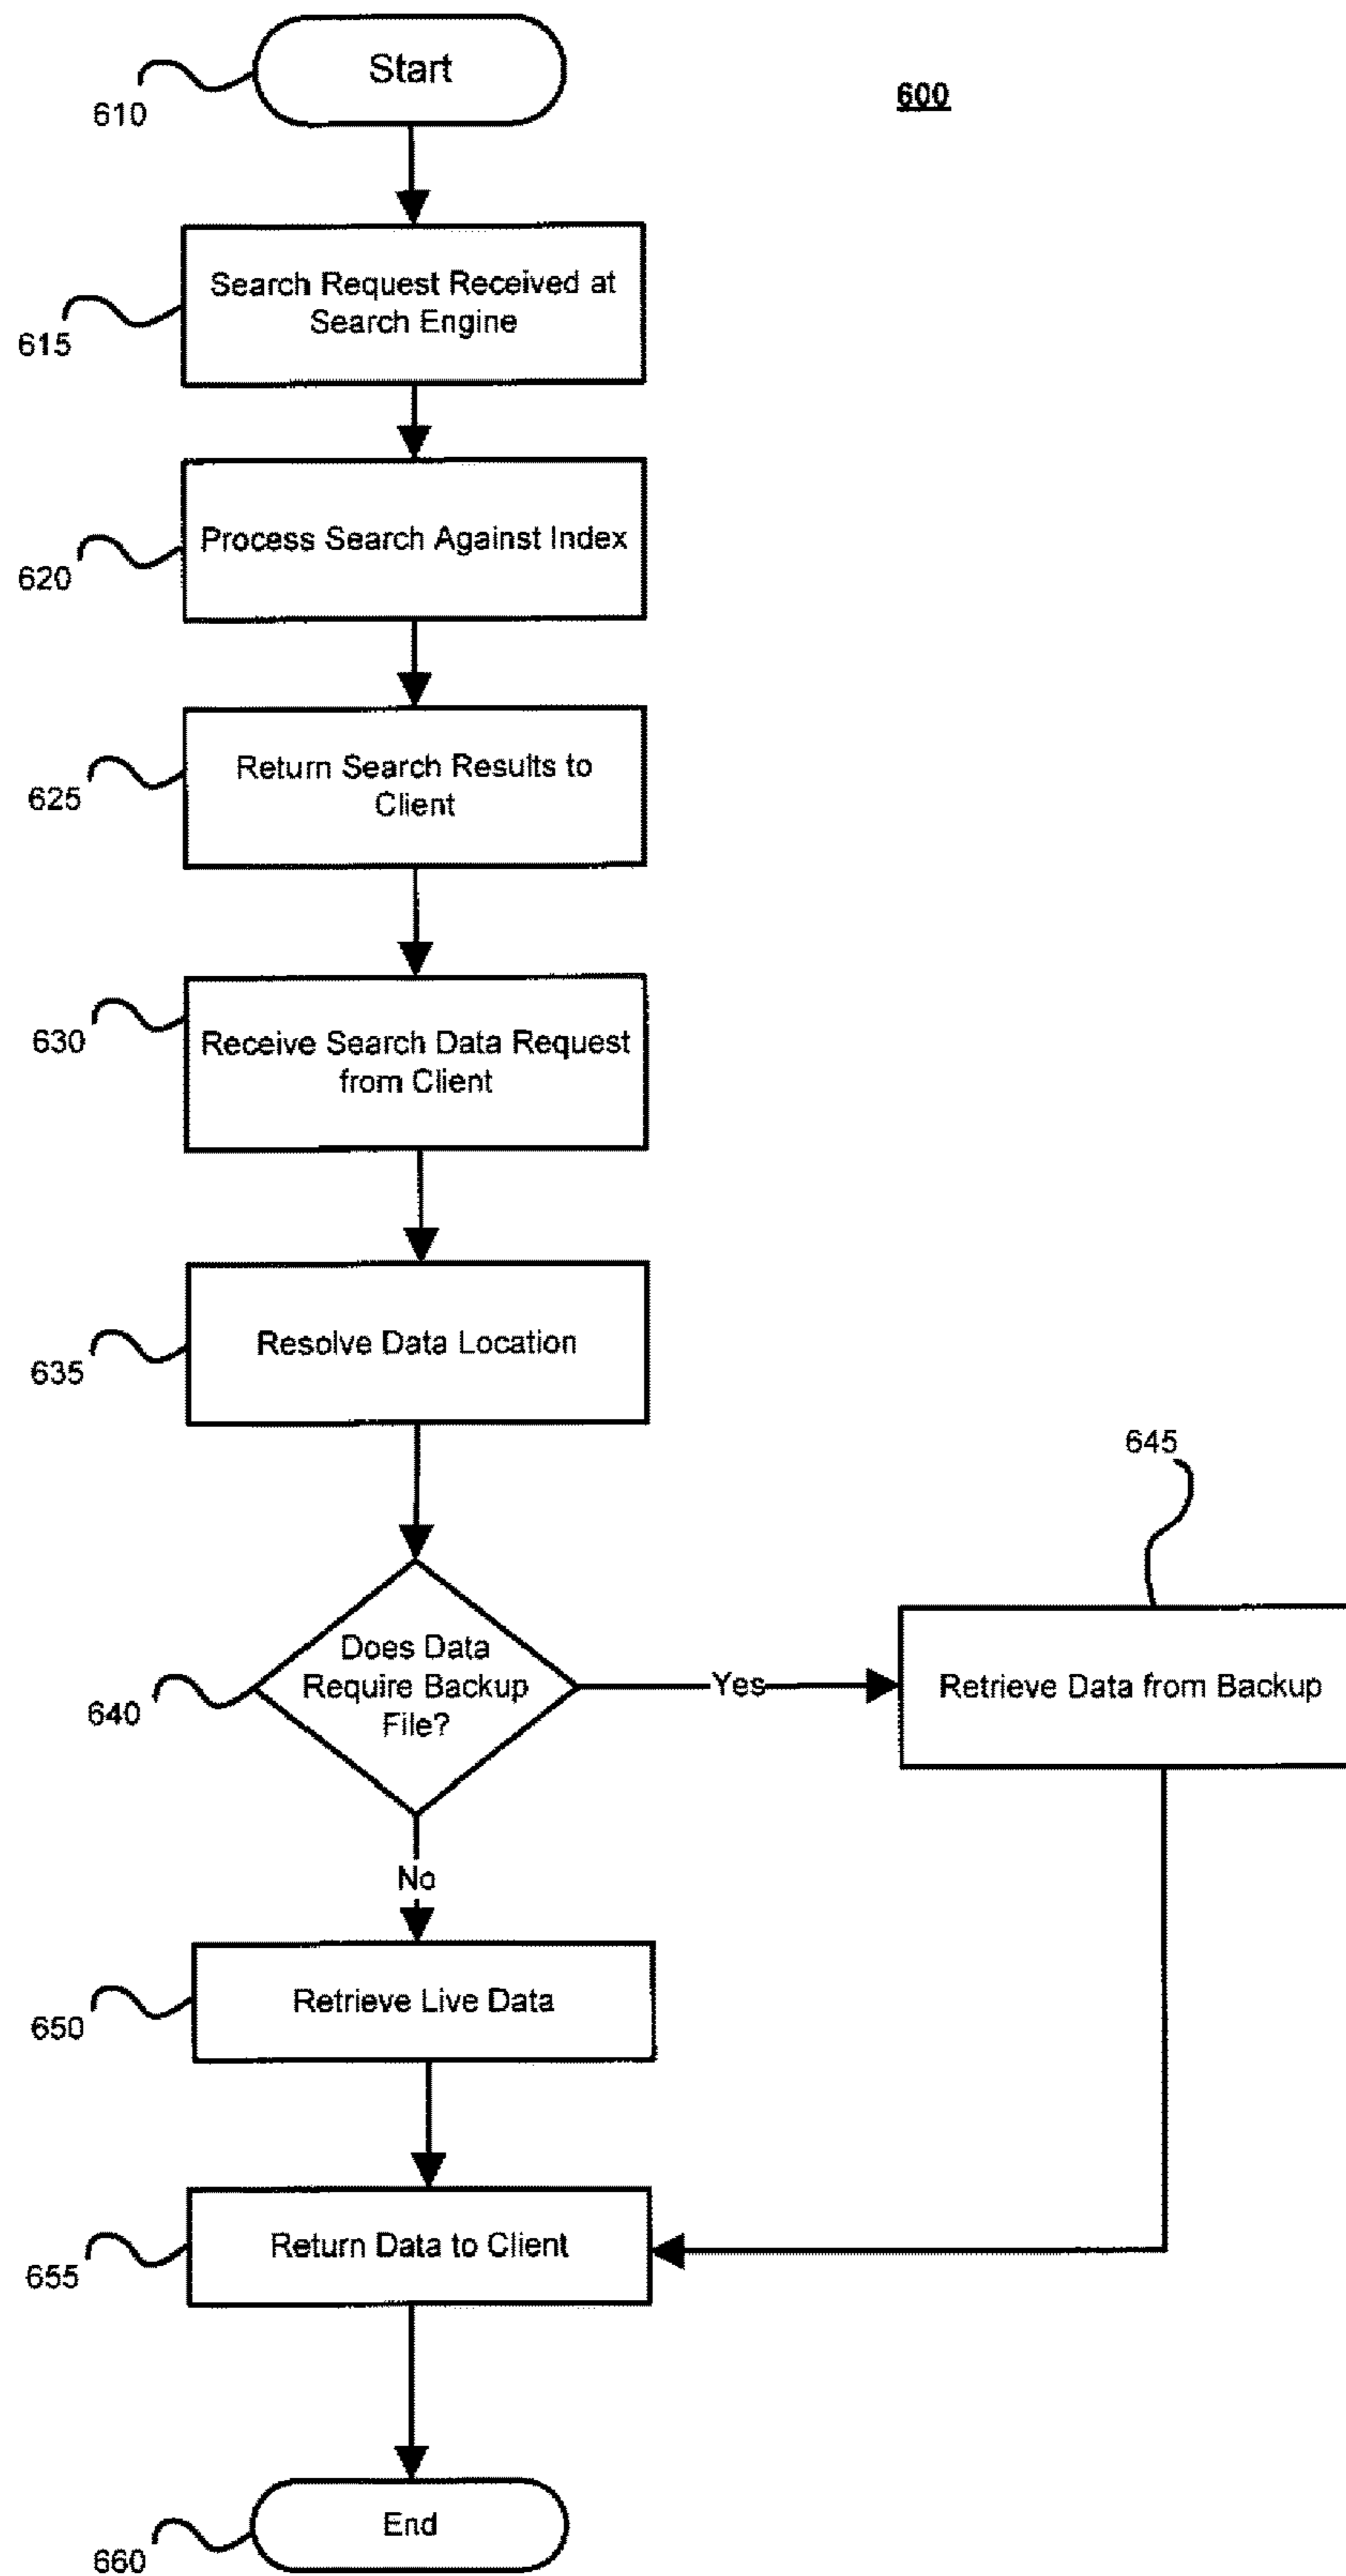 Start
610
600
Search Request Received at
Search Engine
615
Process Search Against Index
620
Return Search Results to
Client
625
630
Receive Search Data Request
from Client
Resolve Data Location
635
645
Does Data
Require Backup
File?
640
Yes
Retrieve Data from Backup
No
Retrieve Live Data
650
Return Data to Client
655
End
660